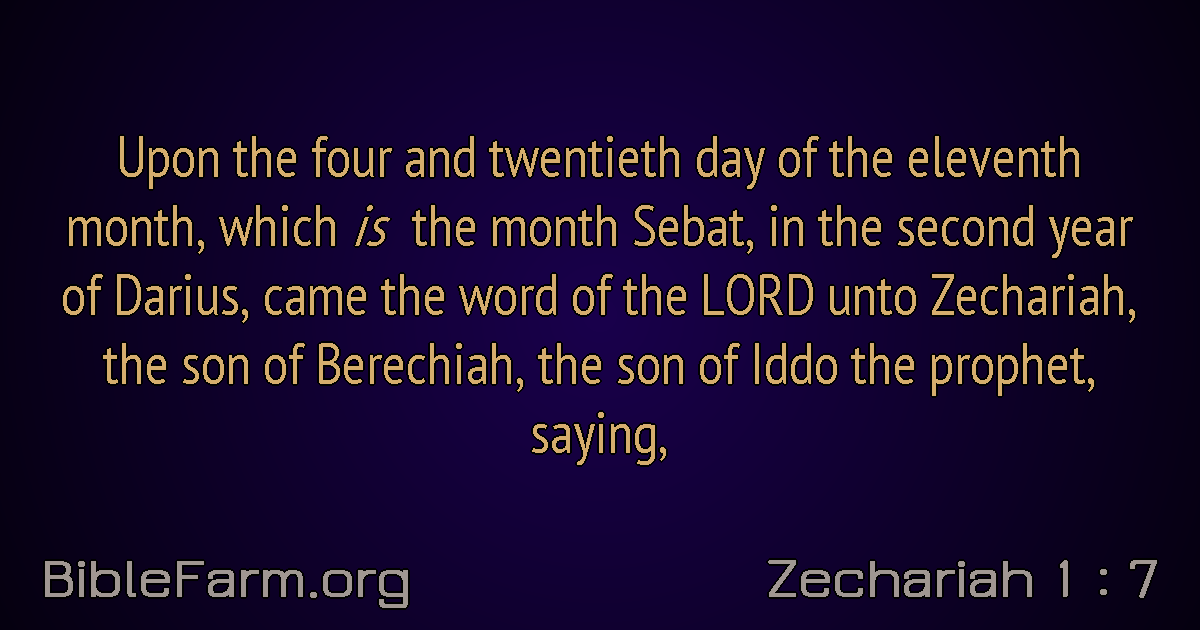 Upon the four and twentieth day of the eleventh
month, which is the month Sebat, in the second year
of Darius, came the word of the LORD unto Zechariah,
the son of Berechiah, the son of Iddo the prophet,
saying,
BibleFarm.org
Zechariah 1 : 7